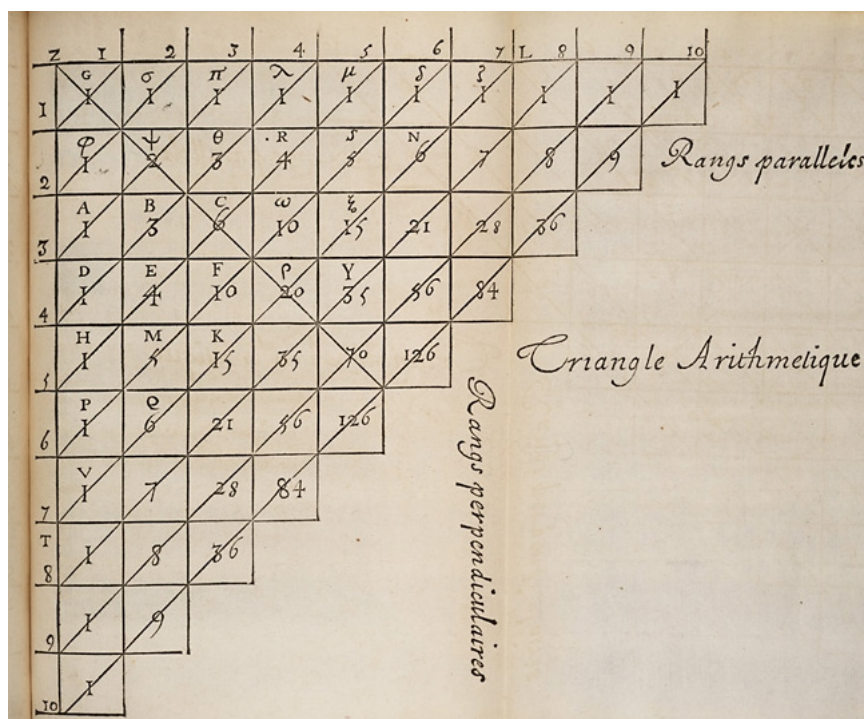 Z 1 2 3 4 5 6 7 L 8 9 10
G σ π λ μ δ ζ
1 1 1 1 1 1 1 1 1 1 1
φ ψ θ R S N
2 1 2 3 4 5 6 7 8 9 Rangs paralleles
A B C ω ξ
3 1 3 6 10 15 21 28 36
D E F ρ Y
4 1 4 10 20 35 56 84
H M K
5 1 5 15 35 70 126 Triangle Arithmetique
P Q
6 1 6 21 56 126 Rangs perpendiculaires
V
7 1 7 28 84
T
8 1 8 36
9 1 9
10 1